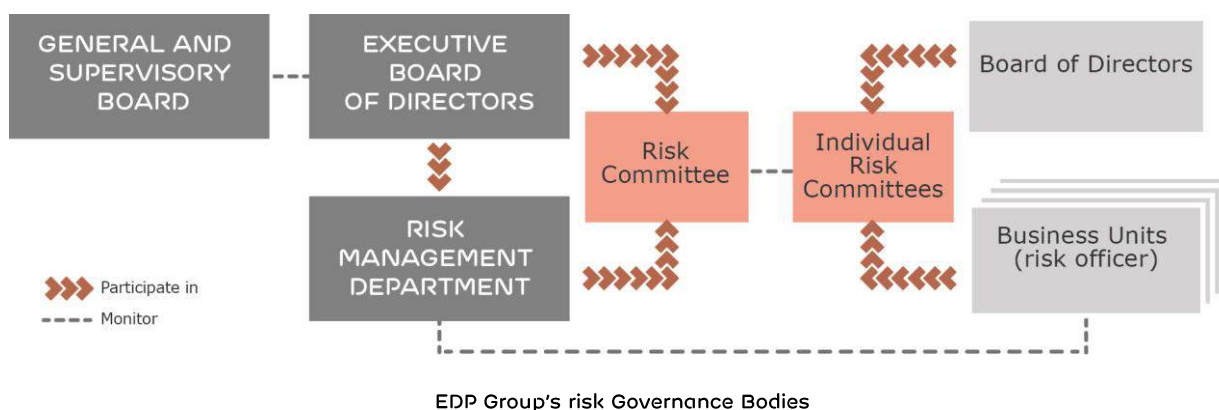 GENERAL AND
SUPERVISORY
BOARD
EXECUTIVE
BOARD
OF DIRECTORS
Board of Directors
Risk
Committee
Individual
Risk
Committees
RISK
MANAGEMENT
DEPARTMENT
Business Units
(risk officer)
Participate in
Monitor
EDP Group's risk Governance Bodies